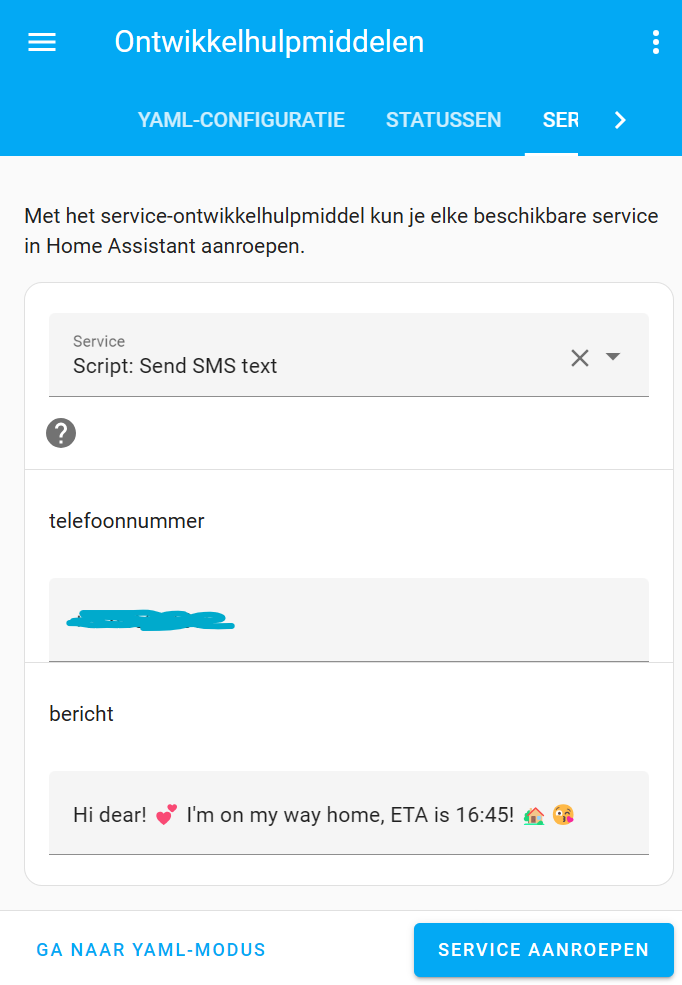 Ontwikkelhulpmiddelen
YAML-CONFIGURATIE STATUSSEN SER
Met het service-ontwikkelhulpmiddel kun je elke beschikbare service
in Home Assistant aanroepen.
Service
Script: Send SMS text
telefoonnummer
bericht
Hi dear! 💕 I'm on my way home, ETA is 16:45! 🏡 😘
GA NAAR YAML-MODUS SERVICE AANROEPEN